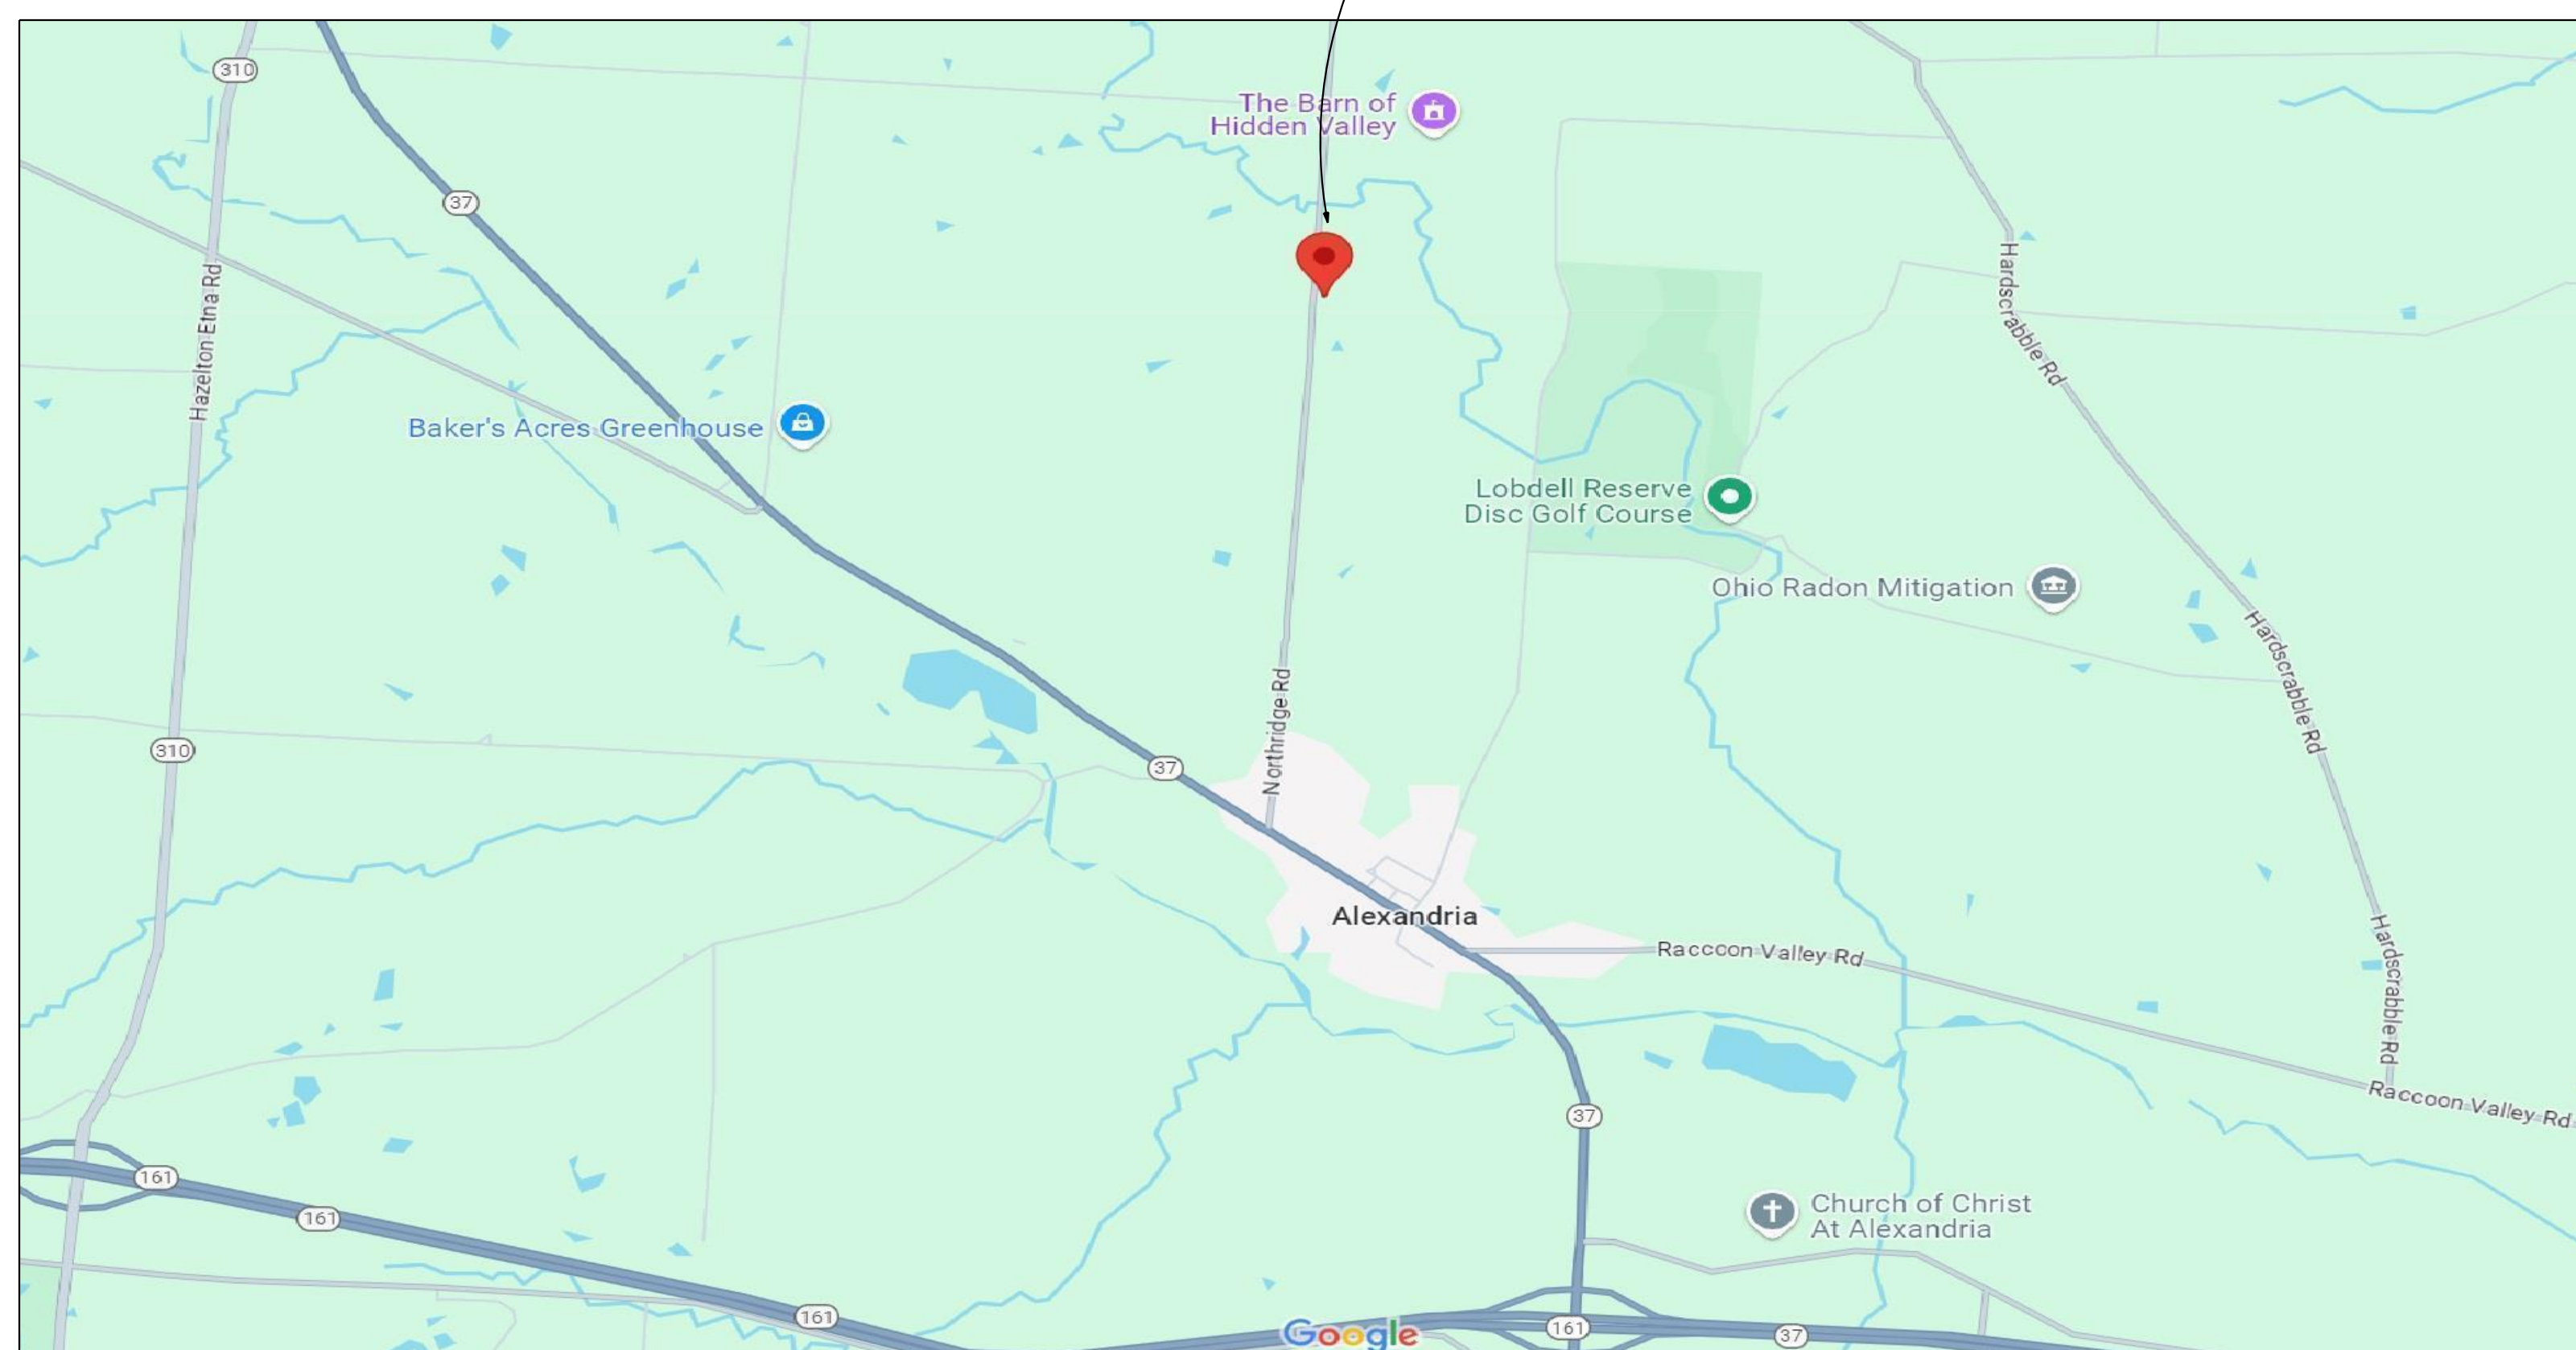 310
The Barn of
Hidden Valley
37
Hazelton Etna Rd
Hardscrabble Rd
Baker's Acres Greenhouse
Lobdell Reserve
Disc Golf Course
Ohio Radon Mitigation
Hardscrabble Rd
Northridge Rd
310
37
Alexandria
Raccoon Valley Rd
Hardscrabble Rd
Raccoon Valley Rd
37
161
161
Church of Christ
At Alexandria
161
Google
161
37